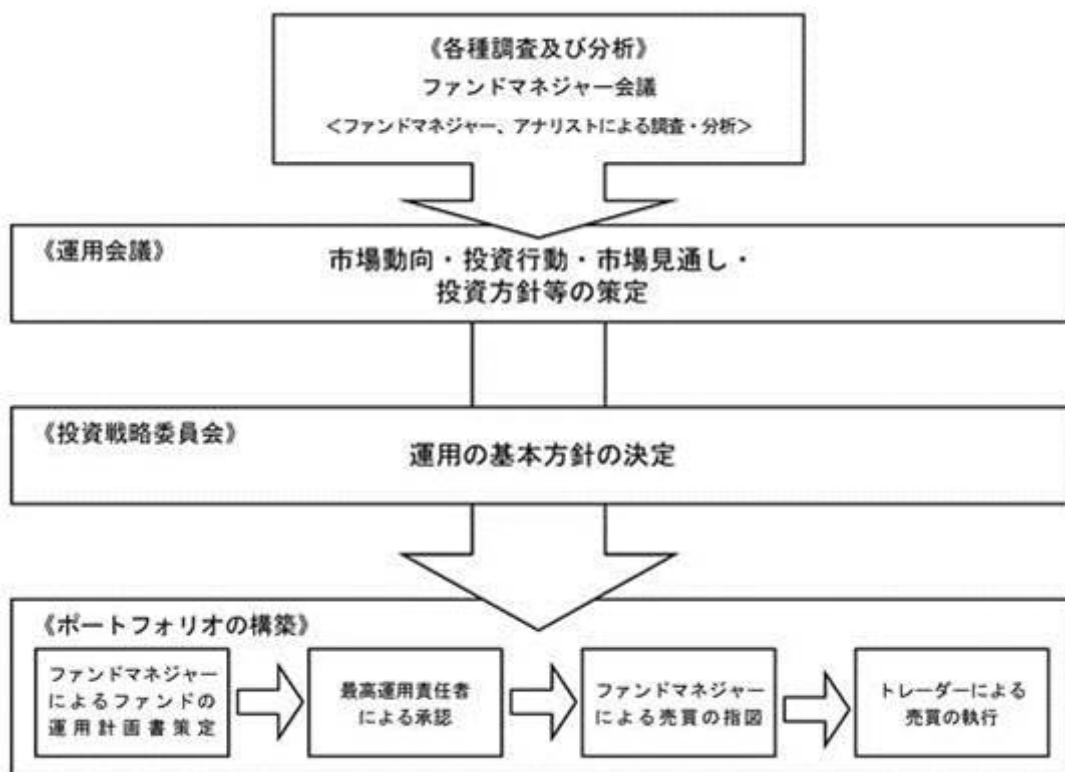 《各種調査及び分析》
ファンドマネジャー会議
＜ファンドマネジャー、アナリストによる調査・分析＞
《運用会議》
市場動向・投資行動・市場見通し・
投資方針等の策定
《投資戦略委員会》
運用の基本方針の決定
《ポートフォリオの構築》
ファンドマネジャー
によるファンドの
運用計画書策定
最高運用責任者
による承認
ファンドマネジャー
による売買の指図
トレーダーによる
売買の執行